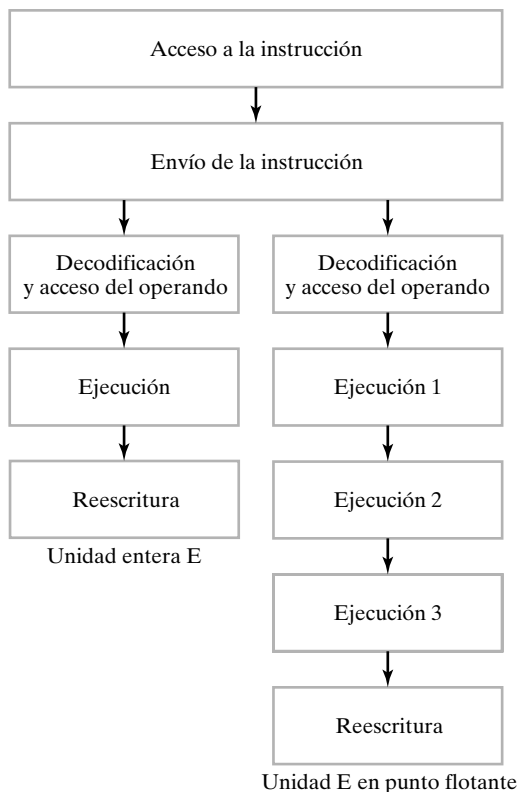 Acceso a la instrucción
Envío de la instrucción
Decodificación
y acceso del operando
Decodificación
y acceso del operando
Ejecución
Ejecución 1
Reescritura
Ejecución 2
Unidad entera E
Ejecución 3
Reescritura
Unidad E en punto flotante